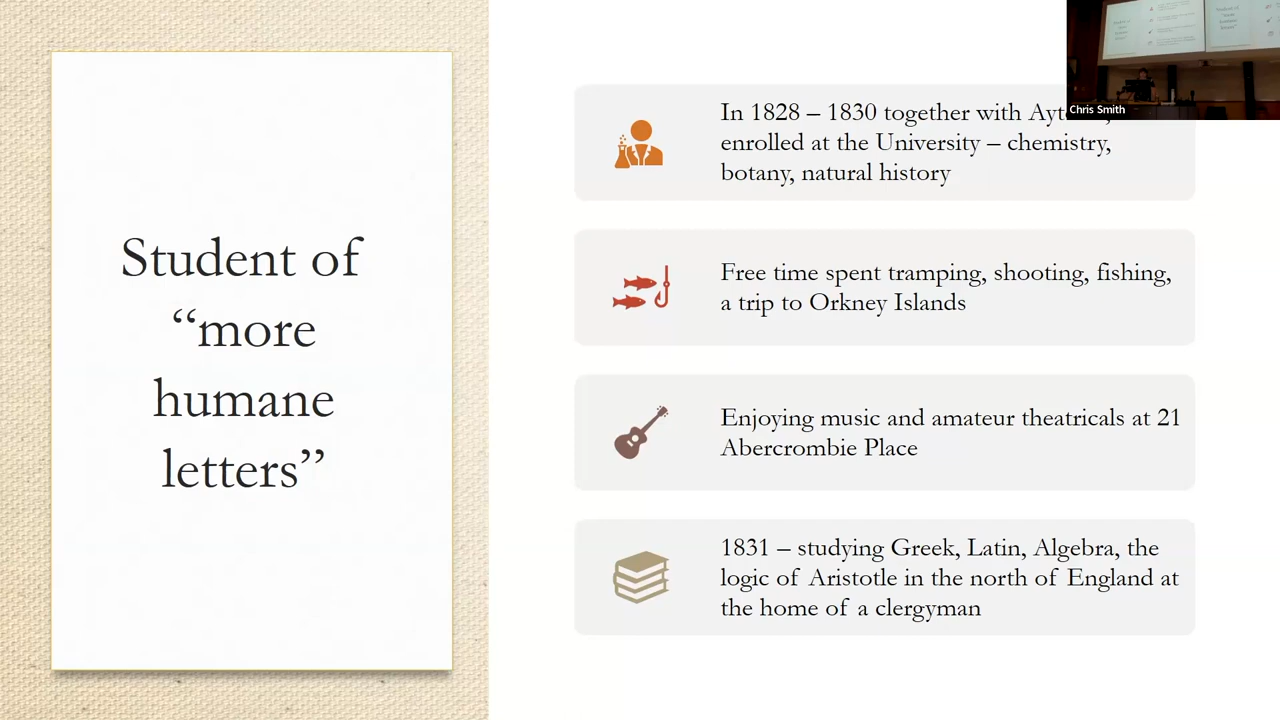 Student of
“more
humane
letters”
In 1828 – 1830 together with
enrolled at the University – chemistry,
botany, natural history
Free time spent tramping, shooting, fishing,
a trip to Orkney Islands
Enjoying music and amateur theatricals at 21
Abercrombie Place
1831 – studying Greek, Latin, Algebra, the
logic of Aristotle in the north of England at
the home of a clergyman
Chris Smith